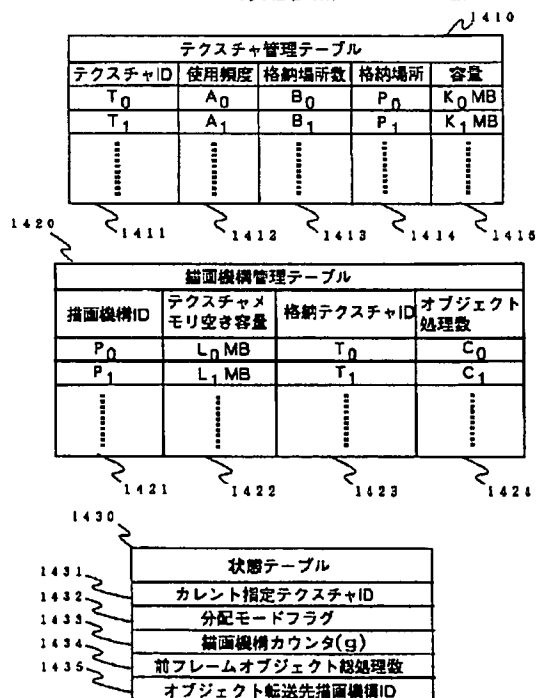 1410
テクスチャ管理テーブル
テクスチャID 使用頻度 格納場所数 格納場所 容量
T0 A0 B0 P0 K0 MB
T1 A1 B1 P1 K1 MB
1411 1412 1413 1414 1415
1420
描画機構管理テーブル
描画機構ID テクスチャメモリ空き容量 格納テクスチャID オブジェクト処理数
P0 L0 MB T0 C0
P1 L1 MB T1 C1
1421 1422 1423 1424
1430
状態テーブル
1431 カレント指定テクスチャID
1432 分配モードフラグ
1433 描画機構カウンタ(g)
1434 前フレームオブジェクト総処理数
1435 オブジェクト転送先描画機構ID